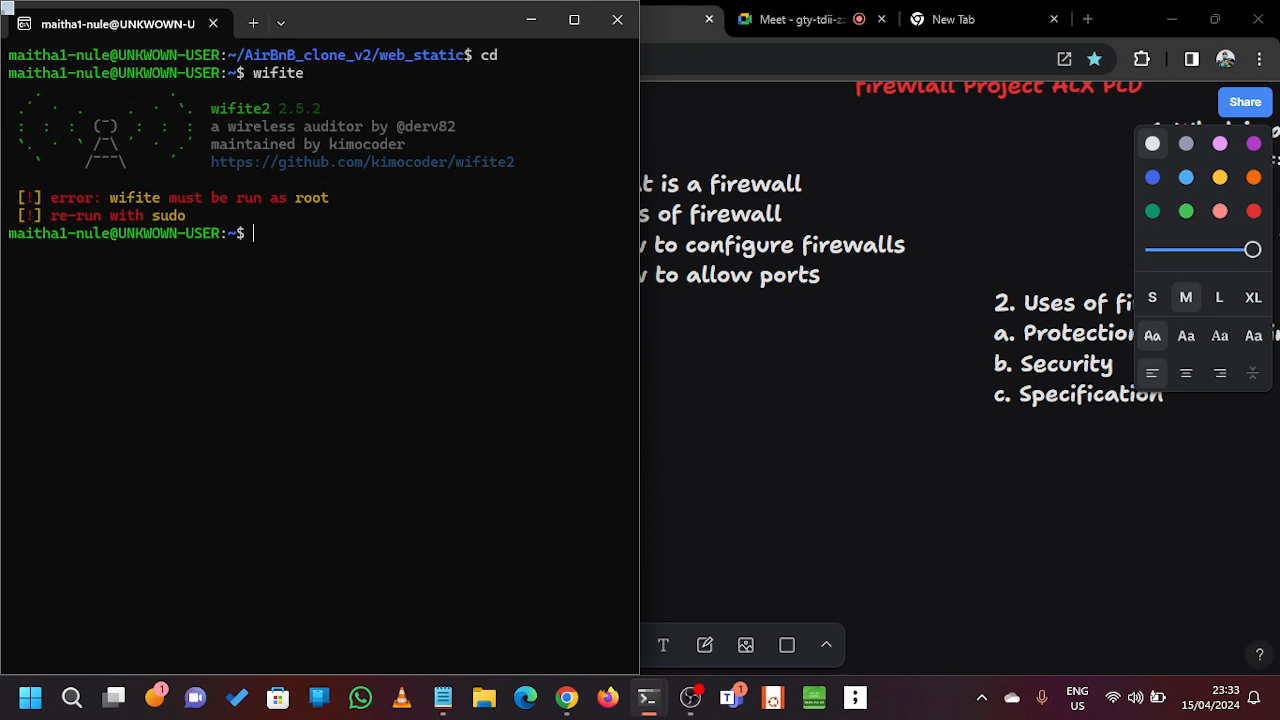 maitha1-nule@UNKWOWN-U
maitha1-nule@UNKWOWN-USER:~/AirBnB_clone_v2/web_static$ cd
maitha1-nule@UNKWOWN-USER:~$ wifite
wifite2 2.5.2
a wireless auditor by @derv82
maintained by kimocoder
https://github.com/kimocoder/wifite2
[!] error: wifite must be run as root
[!] re-run with sudo
maitha1-nule@UNKWOWN-USER:~$
Meet - gty-tdii-z
New Tab
Firewlall Project ALX PLD
Share
is a firewall
of firewall
to configure firewalls
to allow ports
2. Uses of
a. Protection
b. Security
c. Specification
S M L XL
Aa Aa Aa Aa
T
?
1
1
ENG
US
23:33
15/04/2024